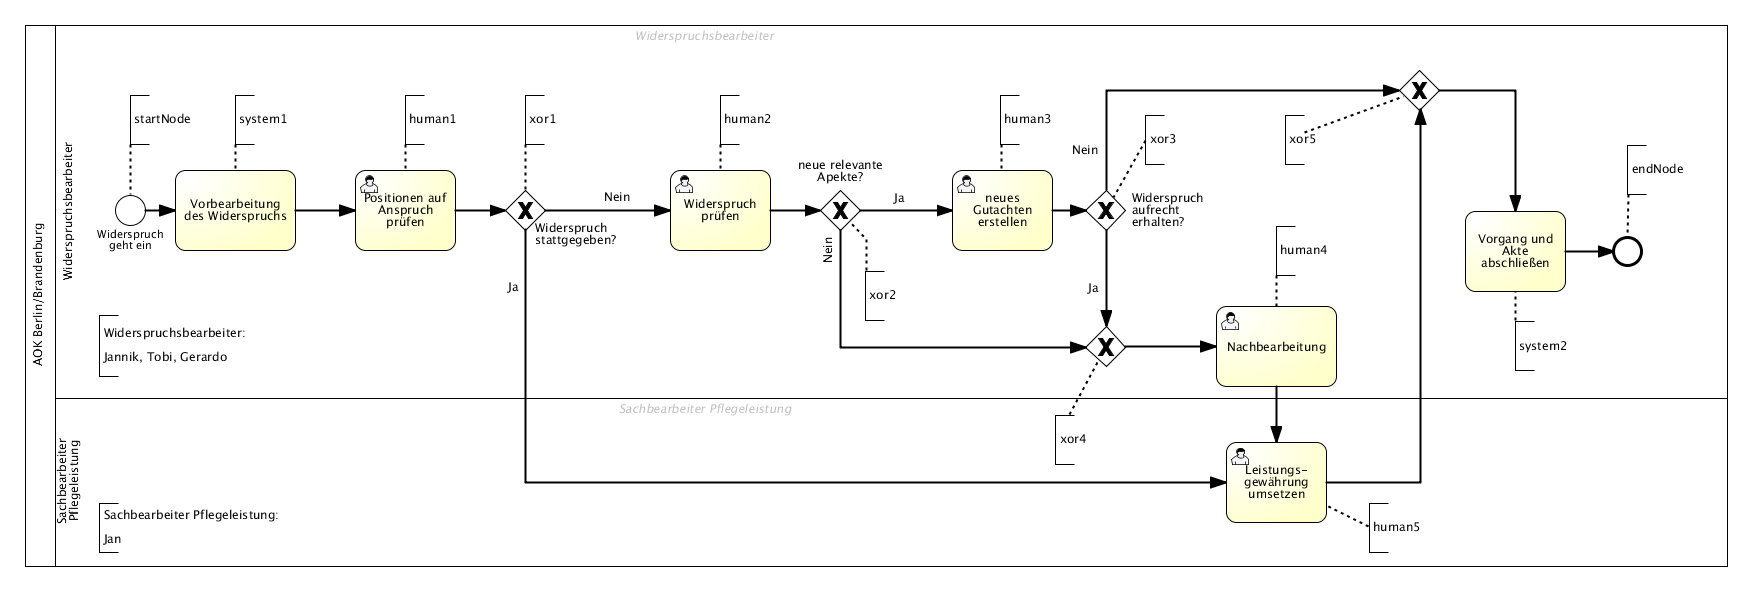 AOK Berlin/Brandenburg
Widerspruchsbearbeiter
Widerspruchsbearbeiter
startNode
system1
human1
xor1
human2
human3
xor3
xor5
endNode
Widerspruch
geht ein
Vorbearbeitung
des Widerspruchs
Positionen auf
Anspruch
prüfen
Widerspruch
stattgegeben?
Nein
Ja
Widerspruch
prüfen
neue relevante
Apekte?
Ja
Nein
xor2
neues
Gutachten
erstellen
Nein
Widerspruch
aufrecht
erhalten?
Ja
human4
Nachbearbeitung
Vorgang und
Akte
abschließen
system2
Widerspruchsbearbeiter:
Jannik, Tobi, Gerardo
Sachbearbeiter
Pflegeleistung
Sachbearbeiter Pflegeleistung
xor4
Leistungs-
gewährung
umsetzen
human5
Sachbearbeiter Pflegeleistung:
Jan